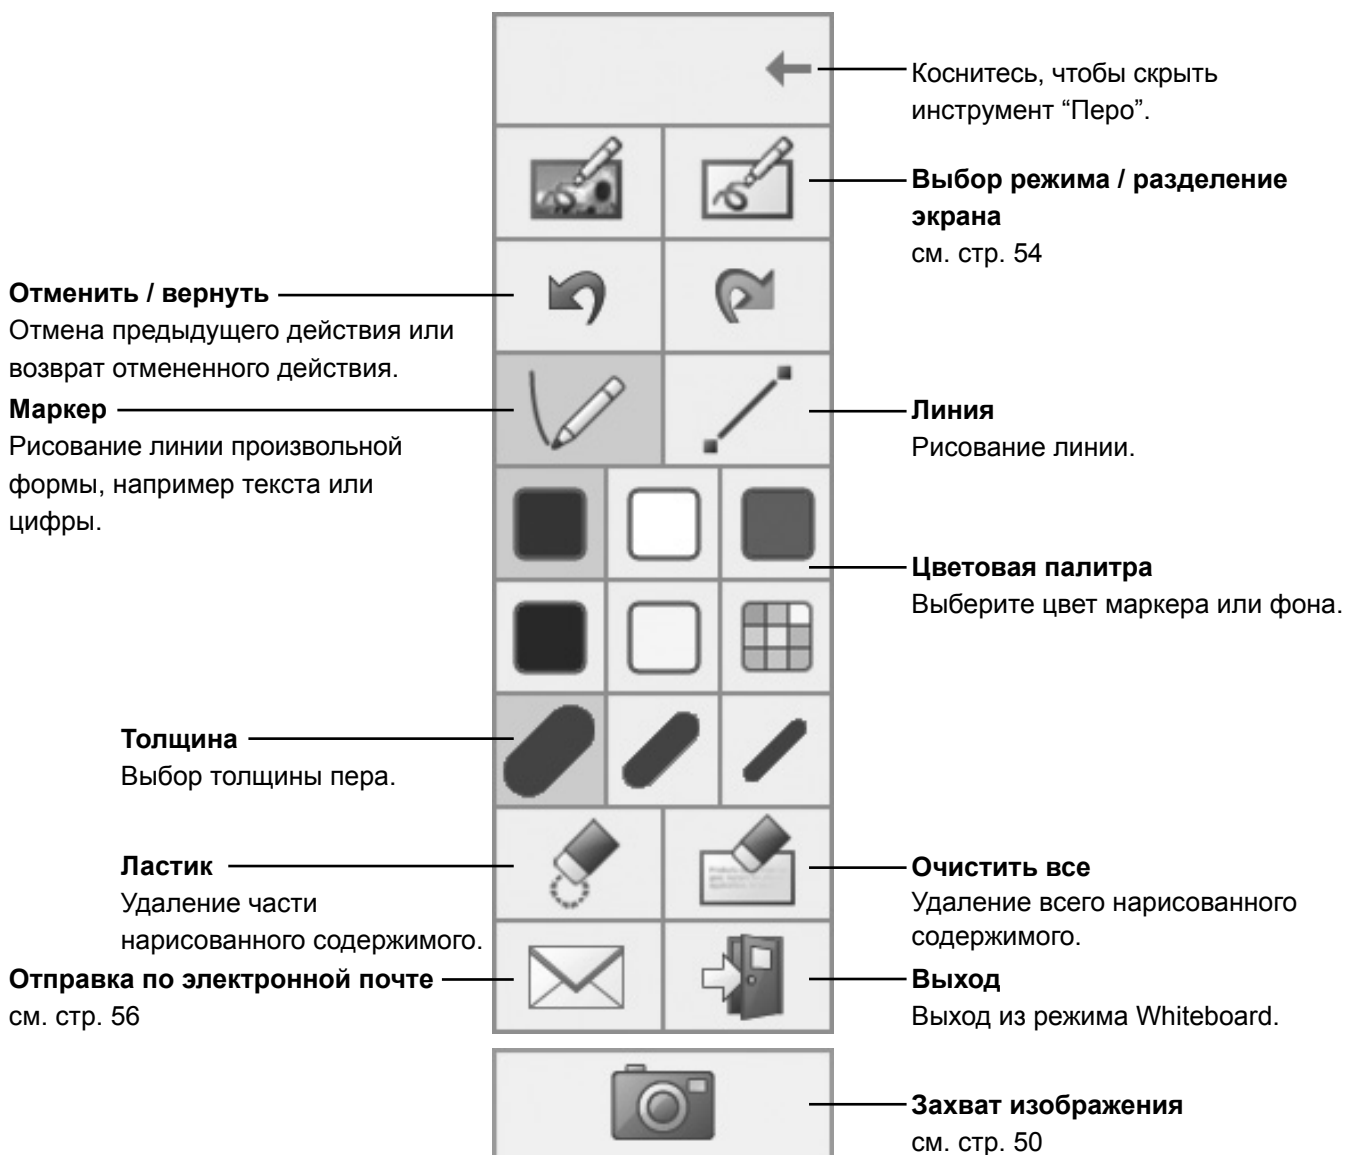 Коснитесь, чтобы скрыть
инструмент “Перо”.
Выбор режима / разделение
экрана
см. стр. 54
Отменить / вернуть
Отмена предыдущего действия или
возврат отмененного действия.
Маркер
Рисование линии произвольной
формы, например текста или
цифры.
Линия
Рисование линии.
Цветовая палитра
Выберите цвет маркера или фона.
Толщина
Выбор толщины пера.
Ластик
Удаление части
нарисованного содержимого.
Очистить все
Удаление всего нарисованного
содержимого.
Отправка по электронной почте
см. стр. 56
Выход
Выход из режима Whiteboard.
Захват изображения
см. стр. 50